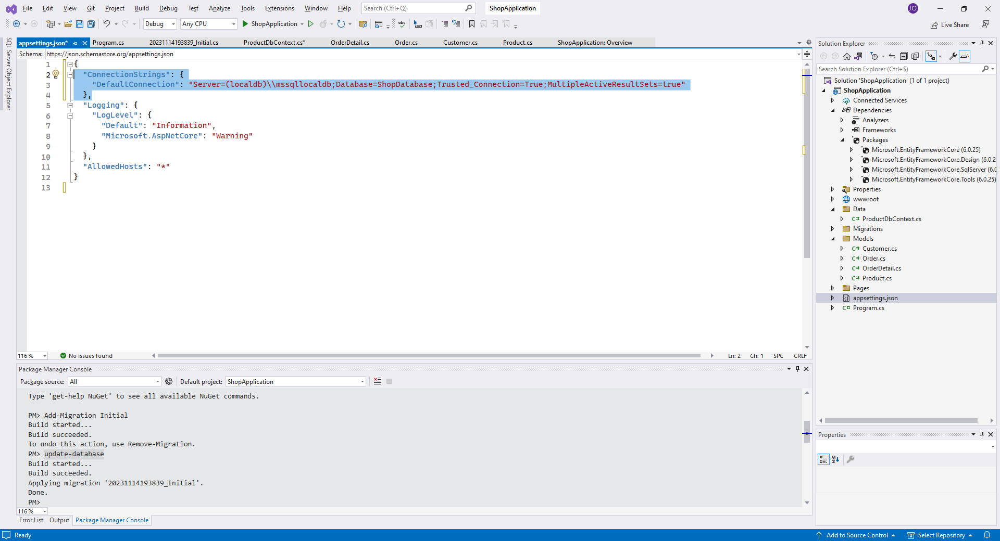 File Edit View Git Project Build Debug Test Analyze Tools Extensions Window Help Search (Ctrl+Q) ShopApplication JO
Debug Any CPU ShopApplication Live Share
SQL Server Object Explorer
appsettings.json* Program.cs 20231114193839_Initial.cs ProductDbContext.cs* OrderDetail.cs Order.cs Customer.cs Product.cs ShopApplication: Overview
Schema: https://json.schemastore.org/appsettings.json
1 {
2 "ConnectionStrings": {
3 "DefaultConnection": "Server=(localdb)\\mssqllocaldb;Database=ShopDatabase;Trusted_Connection=True;MultipleActiveResultSets=true"
4 },
5 "Logging": {
6 "LogLevel": {
7 "Default": "Information",
8 "Microsoft.AspNetCore": "Warning"
9 }
10 },
11 "AllowedHosts": "*"
12 }
13
116 % No issues found Ln: 2 Ch: 1 SPC CRLF
Package Manager Console
Package source: All Default project: ShopApplication
Type 'get-help NuGet' to see all available NuGet commands.
PM> Add-Migration Initial
Build started...
Build succeeded.
To undo this action, use Remove-Migration.
PM> update-database
Build started...
Build succeeded.
Applying migration '20231114193839_Initial'.
Done.
PM>
116 %
Error List Output Package Manager Console
Solution Explorer
Search Solution Explorer (Ctrl+$)
Solution 'ShopApplication' (1 of 1 project)
ShopApplication
Connected Services
Dependencies
Analyzers
Frameworks
Packages
Microsoft.EntityFrameworkCore (6.0.25)
Microsoft.EntityFrameworkCore.Design (6.0.2
Microsoft.EntityFrameworkCore.SqlServer (6.0
Microsoft.EntityFrameworkCore.Tools (6.0.25)
Properties
wwwroot
Data
C# ProductDbContext.cs
Migrations
Models
C# Customer.cs
C# Order.cs
C# OrderDetail.cs
C# Product.cs
Pages
appsettings.json
C# Program.cs
Properties
Ready Add to Source Control Select Repository